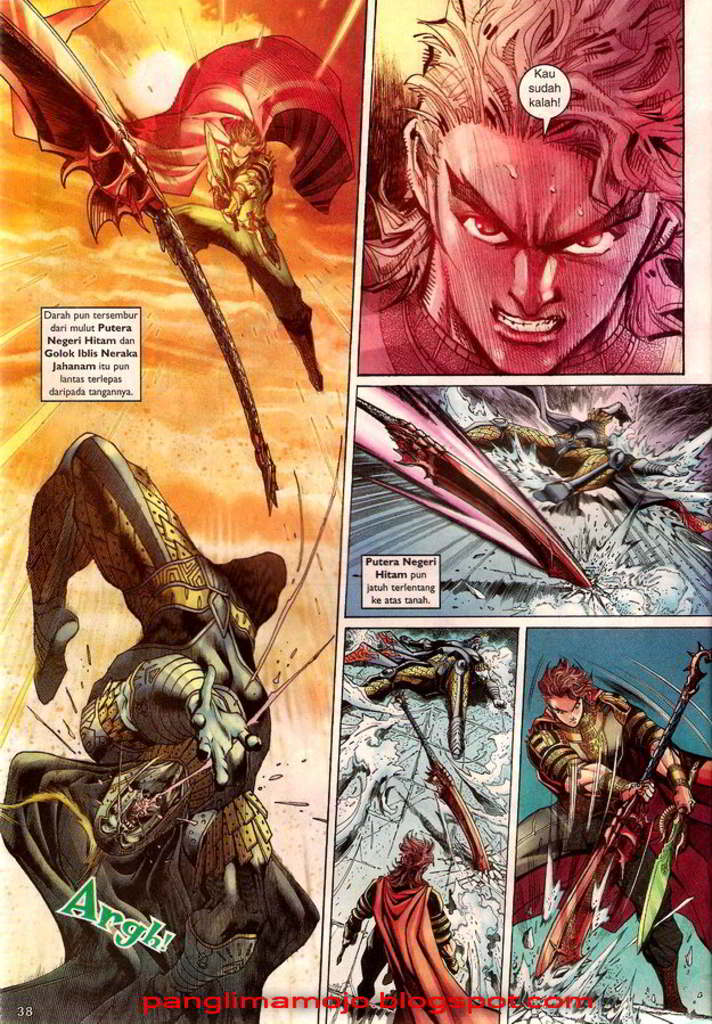 Darah pun tersembur
dari mulut Putera
Negeri Hitam dan
Golok Iblis Neraka
Jahanam itu pun
lantas terlepas
daripada tangannya.
Argh!
Kau
sudah
kalah!
Putera Negeri
Hitam pun
jatuh terlentang
ke atas tanah.
38
panglimamojo.blogspot.com